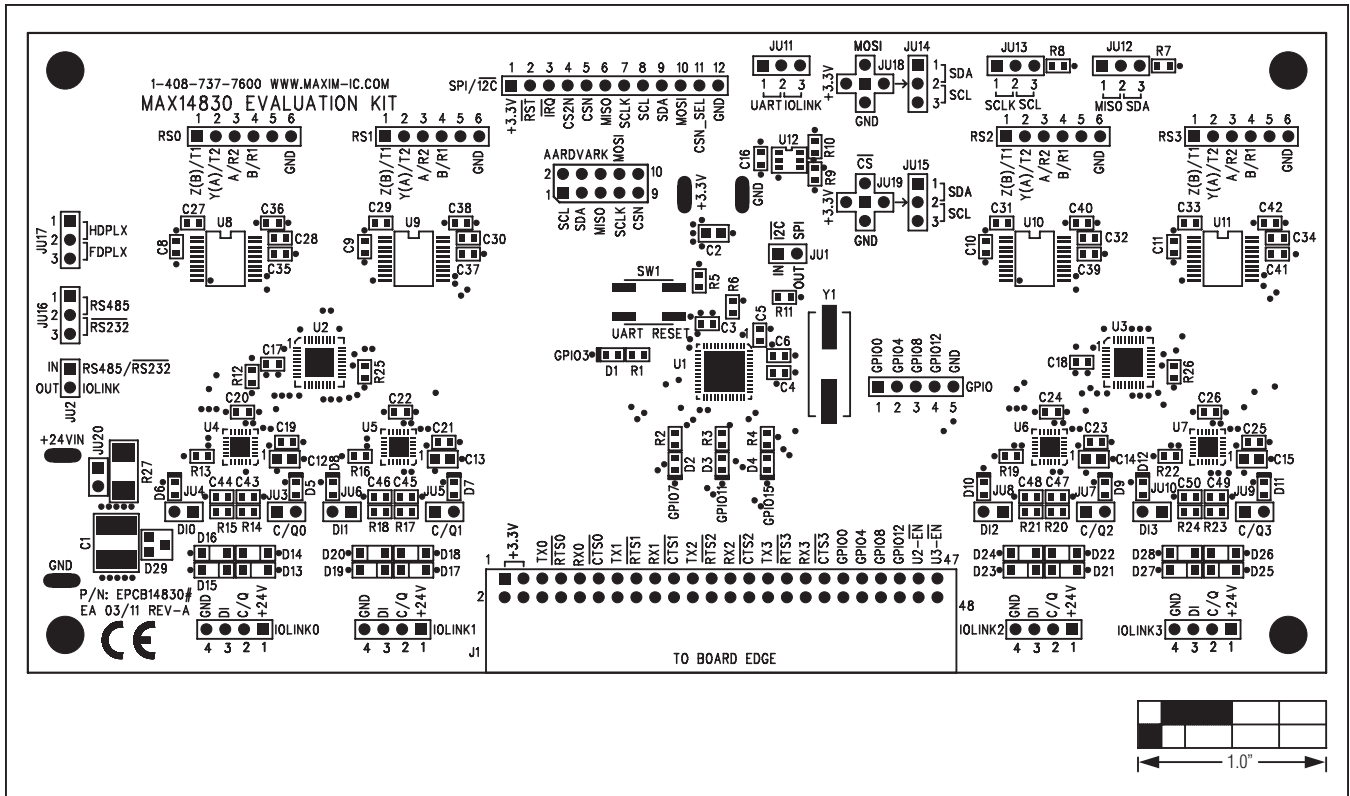 1-408-737-7600 WWW.MAXIM-IC.COM
MAX14830 EVALUATION KIT
SPI/I2C
1 2 3 4 5 6 7 8 9 10 11 12
+3.3V RST IRQ CS2N CSN MISO SCLK SCL SDA MOSI CSN_SEL GND
JU11
1 2 3
UART IOLINK
MOSI
JU18
+3.3V
GND
JU14
1
2
3
SDA
SCL
JU13
R8
1 2 3
SCLK SCL
JU12
R7
1 2 3
MISO SDA
RS0
1 2 3 4 5 6
Z(B)/T1 Y(A)/T2 A/R2 B/R1 GND
RS1
1 2 3 4 5 6
Z(B)/T1 Y(A)/T2 A/R2 B/R1 GND
AARDVARK MOSI
2 10
1 9
SCL SDA MISO SCLK CSN
+3.3V
GND
C16
U12
R10
R9
CS
JU19
+3.3V
GND
JU15
1
2
3
SDA
SCL
RS2
1 2 3 4 5 6
Z(B)/T1 Y(A)/T2 A/R2 B/R1 GND
RS3
1 2 3 4 5 6
Z(B)/T1 Y(A)/T2 A/R2 B/R1 GND
C27 C36
C8 U8 C28
C35
C29 C38
C9 U9 C30
C37
C2
I2C SPI
JU1
IN OUT
R11
C31 C40
C10 U10 C32
C39
C33 C42
C11 U11 C34
C41
JU17
1
2
3
HDPLX
FDPLX
JU16
1
2
3
RS485
RS232
IN RS485/RS232
OUT IOLINK
JU2
SW1
UART RESET
R5
R6
C3
C5
C6
C4
Y1
U1
GPIO3
D1 R1
GPIO0 GPIO4 GPIO8 GPIO12 GND
GPIO
1 2 3 4 5
U2
1
C17
R12
R25
U3
1
C18
R26
+24VIN
JU20
R27
C20
U4
C19
1
C12
R13
C22
U5
C21
1
C13
R16
R2 R3 R4
D2 D3 D4
GPIO7 GPIO11 GPIO15
C24
U6
C23
1
C14
R19
C26
U7
C25
1
C15
R22
D6 JU4 C44 C43 JU3 D5
DI0 R15 R14 C/Q0
D8 JU6 C46 C45 JU5 D7
DI1 R18 R17 C/Q1
D10 JU8 C48 C47 JU7 D9
DI2 R21 R20 C/Q2
D12 JU10 C50 C49 JU9 D11
DI3 R24 R23 C/Q3
C1
D29
GND
D16 D14
D15 D13
D20 D18
D19 D17
D24 D22
D23 D21
D28 D26
D27 D25
1 +3.3V TX0 RTS0 RX0 CTS0 TX1 RTS1 RX1 CTS1 TX2 RTS2 RX2 CTS2 TX3 RTS3 RX3 CTS3 GPIO0 GPIO4 GPIO8 GPIO12 U2-EN U3-EN 47
2 48
J1
TO BOARD EDGE
P/N: EPCB14830#
EA 03/11 REV-A
CE
GND DI C/Q +24V
IOLINK0
4 3 2 1
GND DI C/Q +24V
IOLINK1
4 3 2 1
GND DI C/Q +24V
IOLINK2
4 3 2 1
GND DI C/Q +24V
IOLINK3
4 3 2 1
1.0"